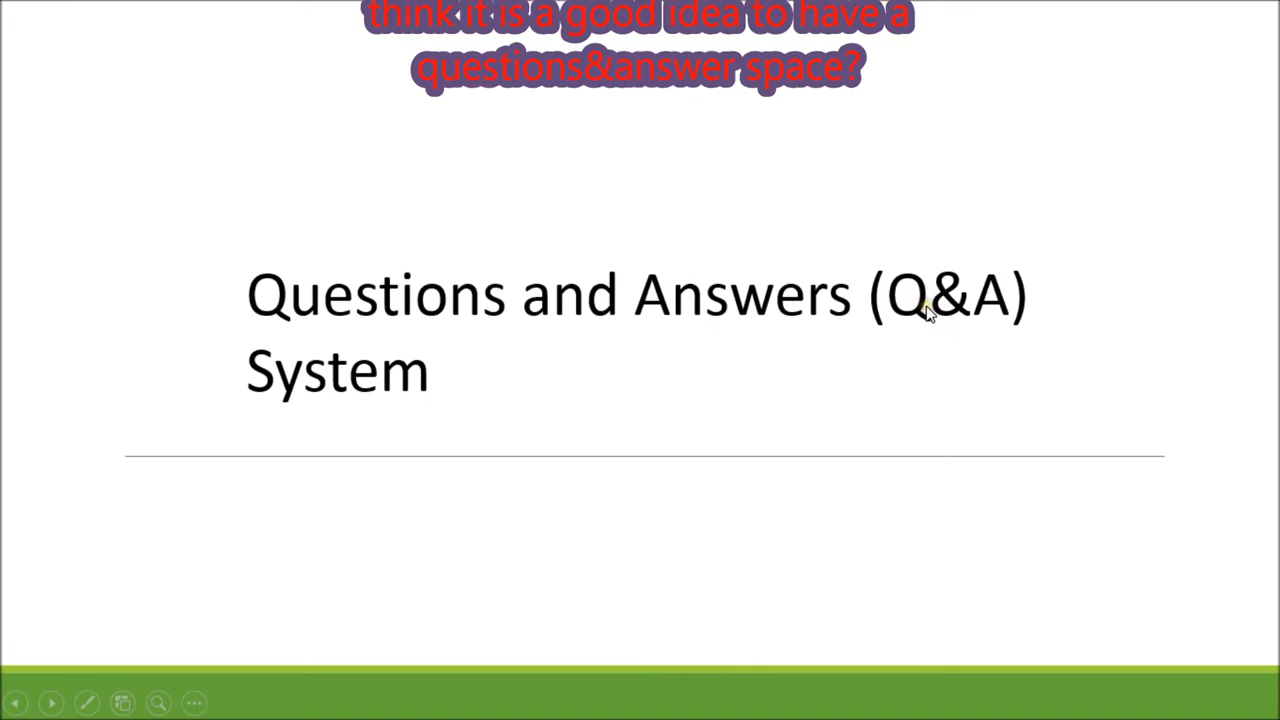 think it is a good idea to have a
questions&answer space?
Questions and Answers (Q&A)
System